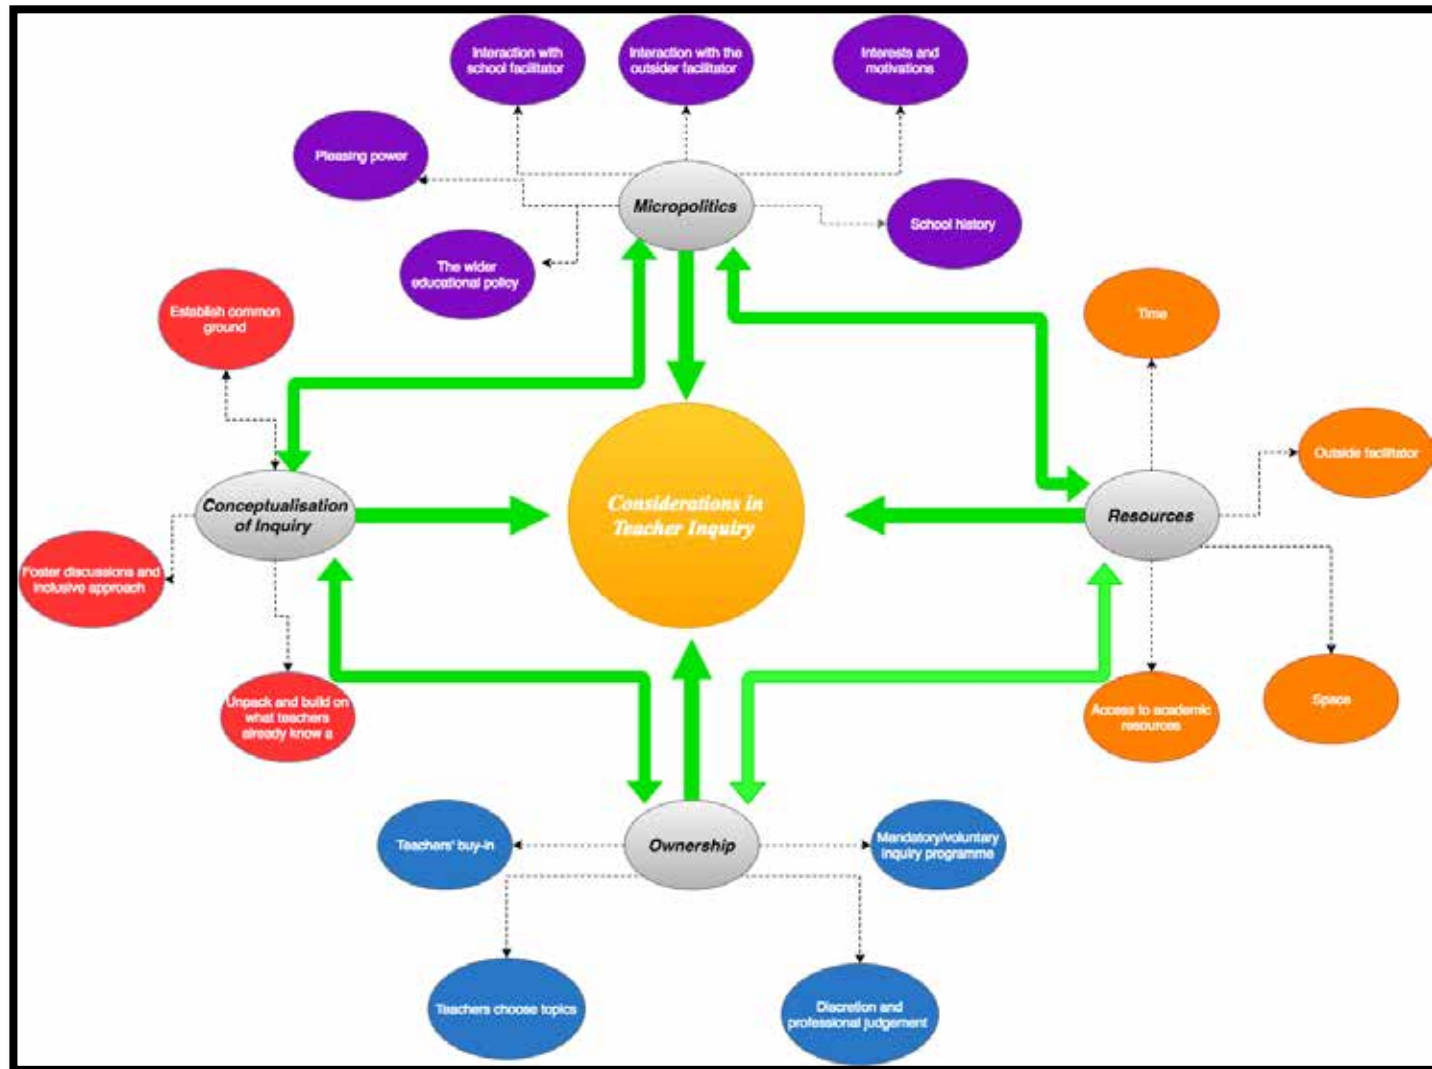 Interaction with
school facilitator
Interaction with the
outsider facilitator
Interests and
motivations
Pleasing power
Micropolitics
School history
The wider
educational policy
Establish common
ground
Time
Considerations in
Teacher Inquiry
Outside facilitator
Conceptualisation
of Inquiry
Resources
Foster discussions and
inclusive approach
Unpack and build on
what teachers
already know a
Access to academic
resources
Space
Teachers' buy-in
Ownership
Mandatory/voluntary
inquiry programme
Teachers choose topics
Discretion and
professional judgement